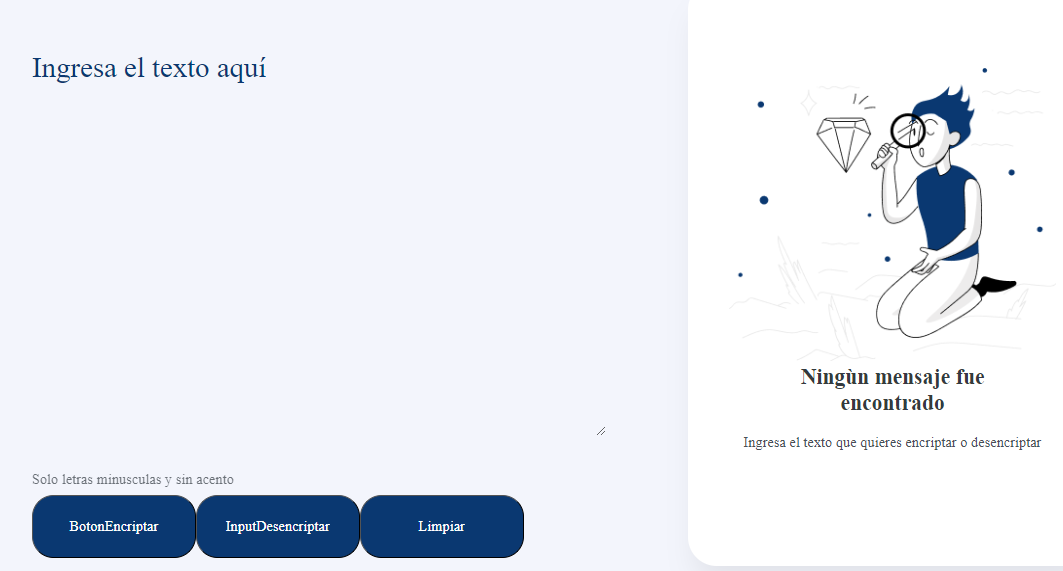 Ingresa el texto aquí
Ningùn mensaje fue
encontrado
Ingresa el texto que quieres encriptar o desencriptar
Solo letras minusculas y sin acento
BotonEncriptar
InputDesencriptar
Limpiar